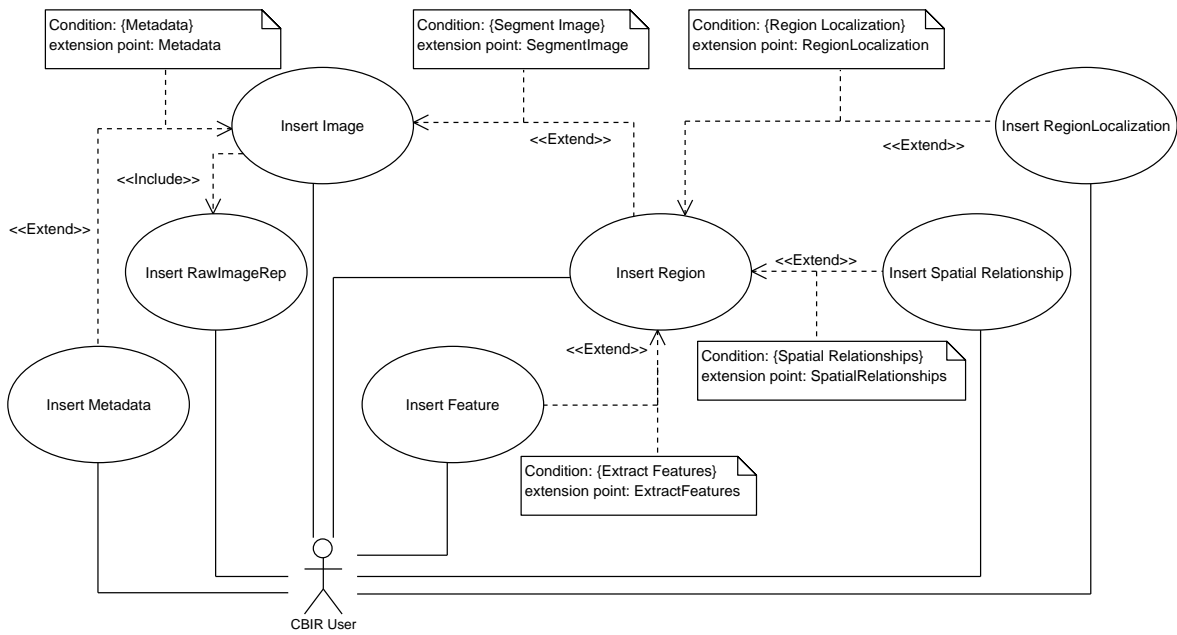 Condition: {Metadata}
extension point: Metadata
Condition: {Segment Image}
extension point: SegmentImage
Condition: {Region Localization}
extension point: RegionLocalization
Insert Image
Insert RegionLocalization
<<Extend>>
<<Extend>>
<<Include>>
<<Extend>>
Insert RawImageRep
Insert Region
<<Extend>>
Insert Spatial Relationship
<<Extend>>
Condition: {Spatial Relationships}
extension point: SpatialRelationships
Insert Metadata
Insert Feature
Condition: {Extract Features}
extension point: ExtractFeatures
CBIR User